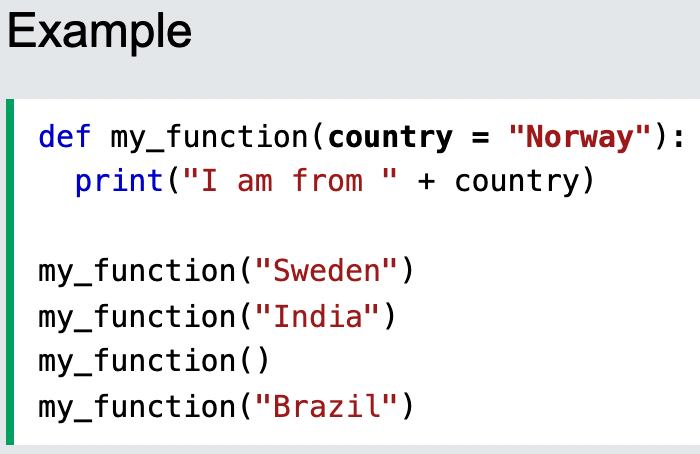 Example
def my_function(country = "Norway"):
  print("I am from " + country)
my_function("Sweden")
my_function("India")
my_function()
my_function("Brazil")